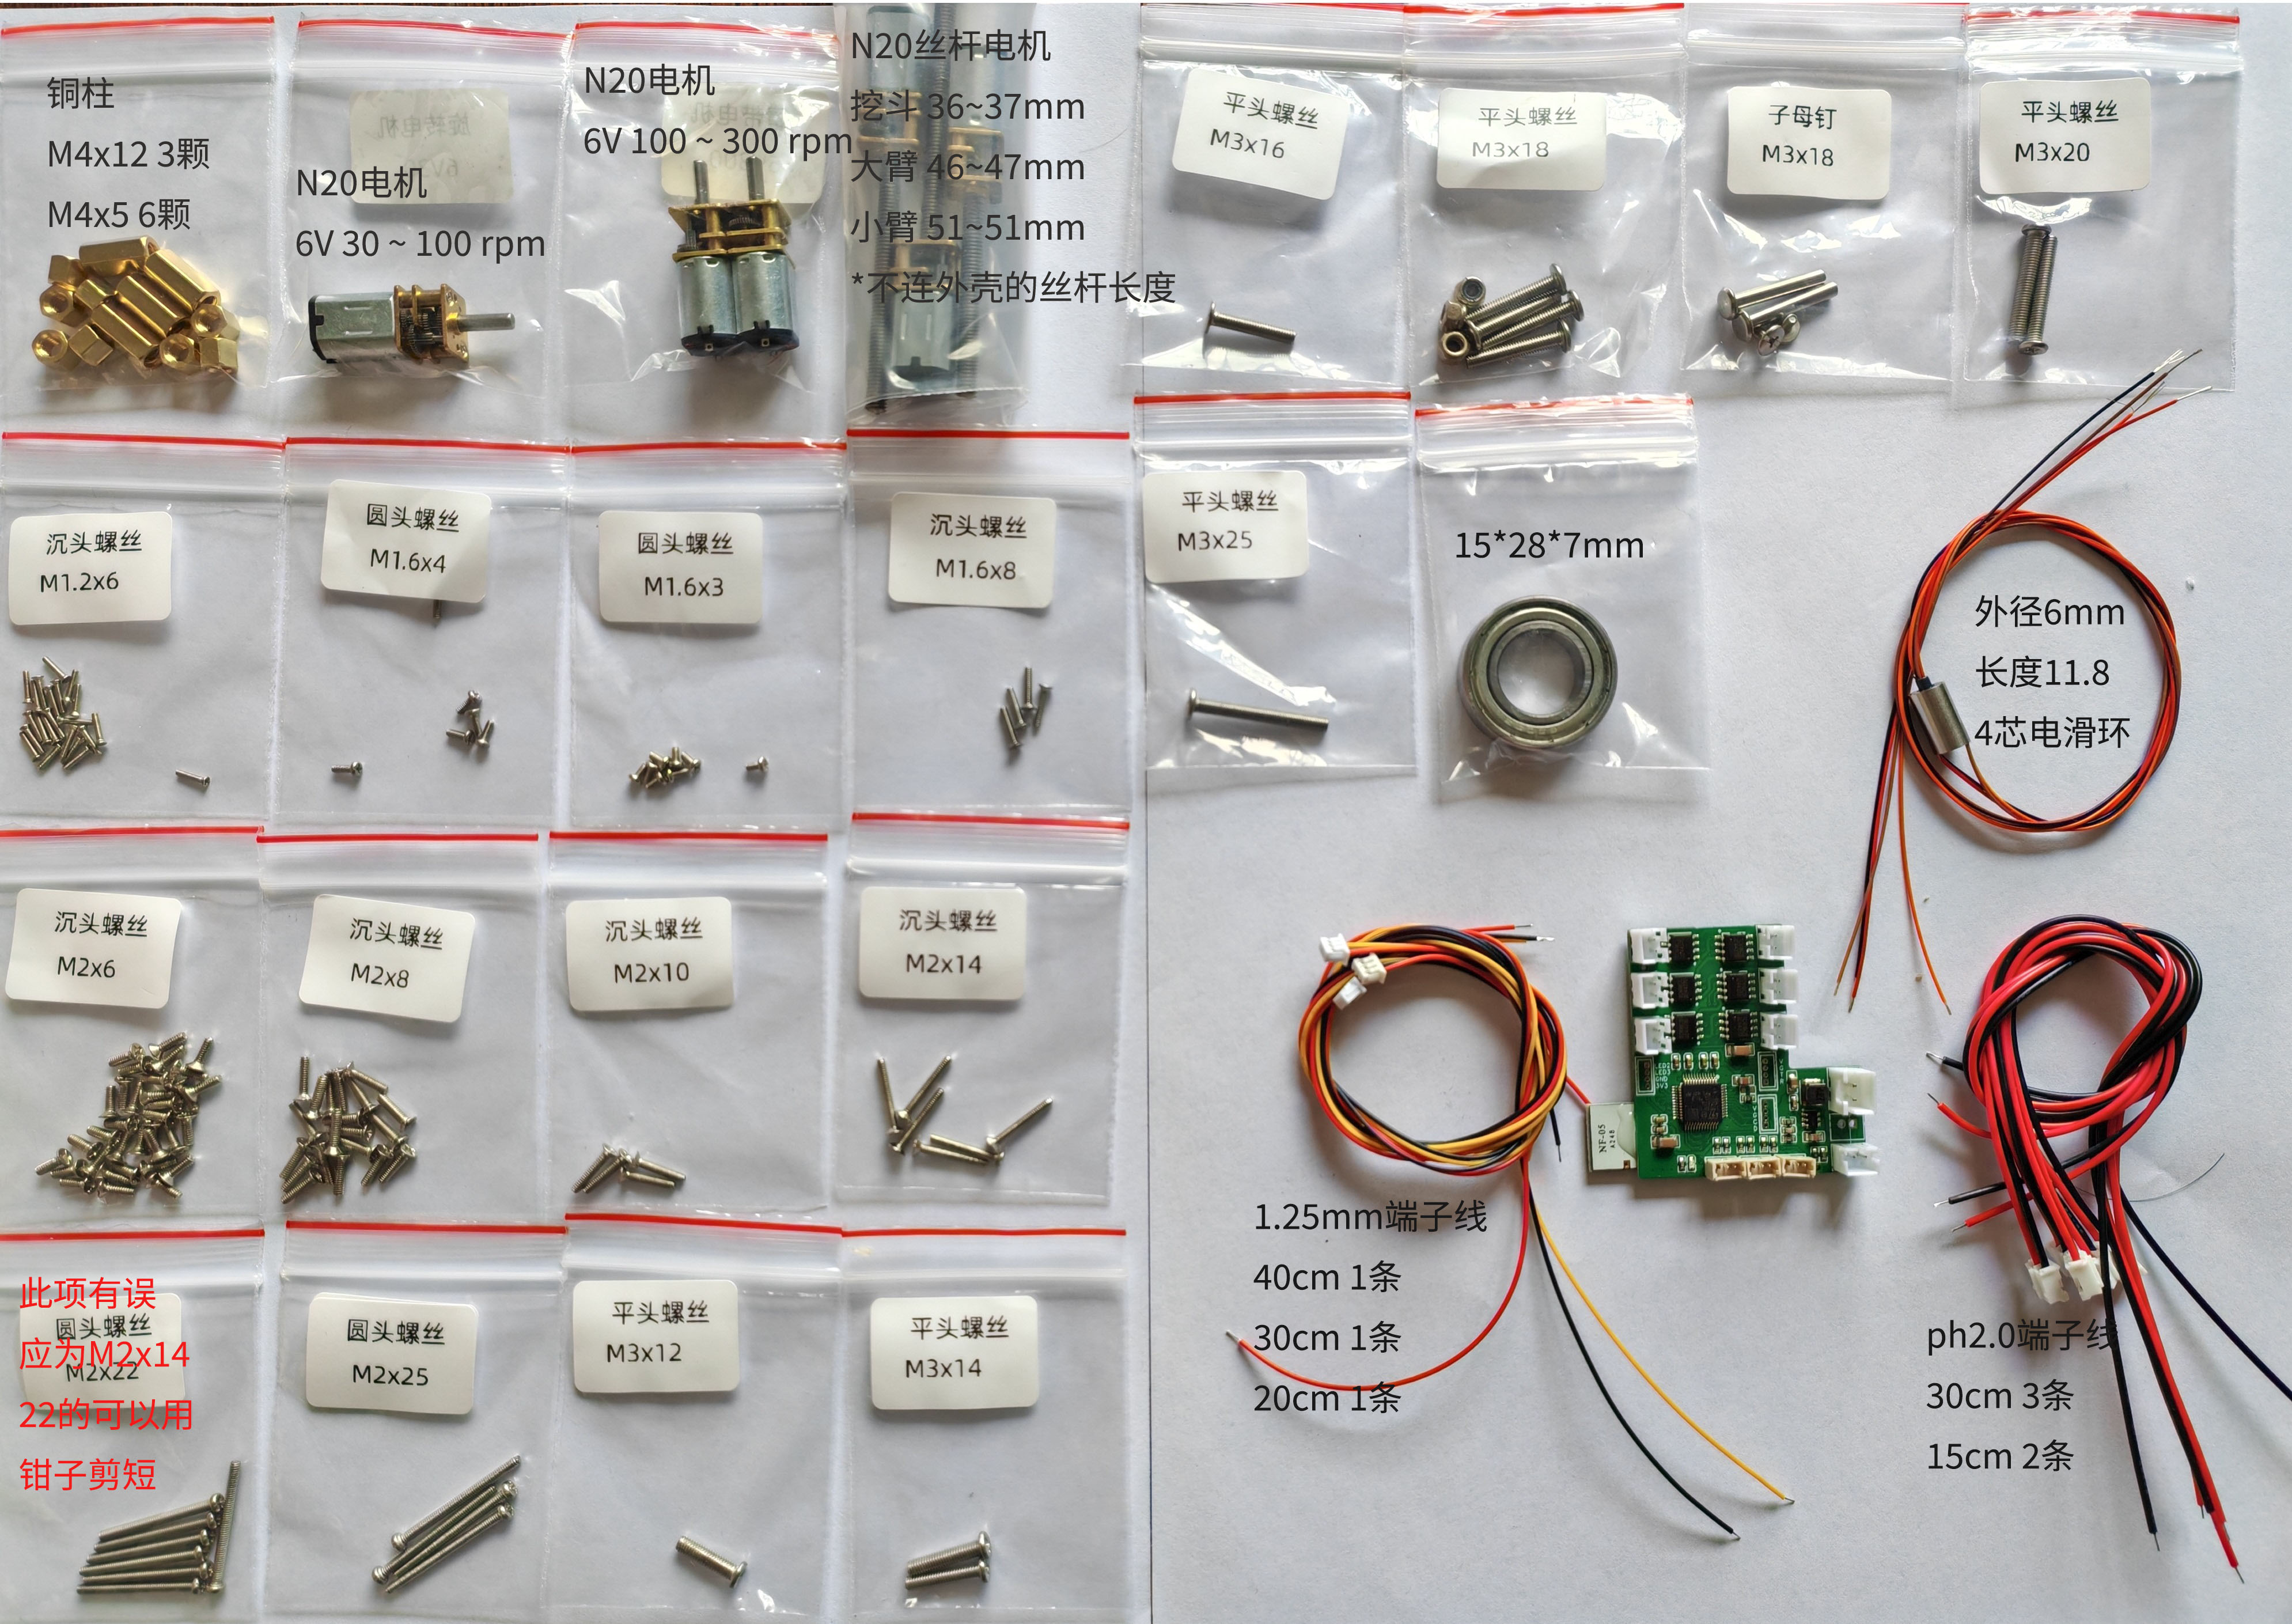 铜柱
M4x12 3颗
M4x5 6颗
N20电机
6V 30 ~ 100 rpm
旋转电机
N20电机
6V 100 ~ 300 rpm
N20丝杆电机
挖斗 36~37mm
大臂 46~47mm
小臂 51~51mm
*不连外壳的丝杆长度
平头螺丝
M3x16
平头螺丝
M3x18
子母钉
M3x18
平头螺丝
M3x20
沉头螺丝
M1.2x6
圆头螺丝
M1.6x4
圆头螺丝
M1.6x3
沉头螺丝
M1.6x8
平头螺丝
M3x25
15*28*7mm
外径6mm
长度11.8
4芯电滑环
沉头螺丝
M2x6
沉头螺丝
M2x8
沉头螺丝
M2x10
沉头螺丝
M2x14
此项有误
圆头螺丝
应为M2x14
M2x22
22的可以用
钳子剪短
圆头螺丝
M2x25
平头螺丝
M3x12
平头螺丝
M3x14
NF-05
1.25mm端子线
40cm 1条
30cm 1条
20cm 1条
ph2.0端子线
30cm 3条
15cm 2条